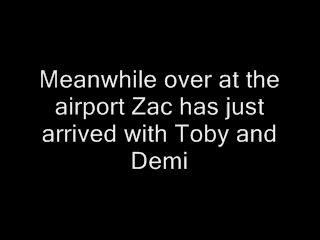 Meanwhile over at the
airport Zac has just
arrived with Toby and
Demi